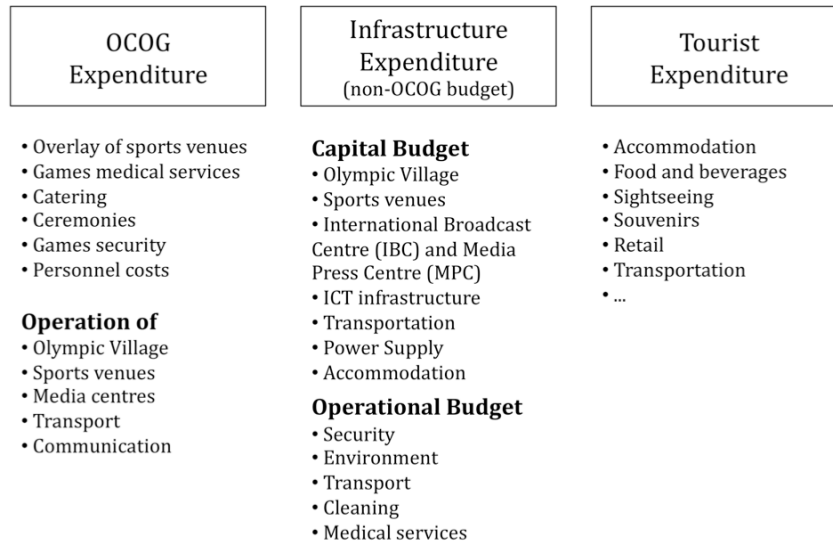 OCOG
Expenditure
• Overlay of sports venues
• Games medical services
• Catering
• Ceremonies
• Games security
• Personnel costs
Operation of
• Olympic Village
• Sports venues
• Media centres
• Transport
• Communication
Infrastructure
Expenditure
(non-OCOG budget)
Capital Budget
• Olympic Village
• Sports venues
• International Broadcast
Centre (IBC) and Media
Press Centre (MPC)
• ICT infrastructure
• Transportation
• Power Supply
• Accommodation
Operational Budget
• Security
• Environment
• Transport
• Cleaning
• Medical services
Tourist
Expenditure
• Accommodation
• Food and beverages
• Sightseeing
• Souvenirs
• Retail
• Transportation
• ...